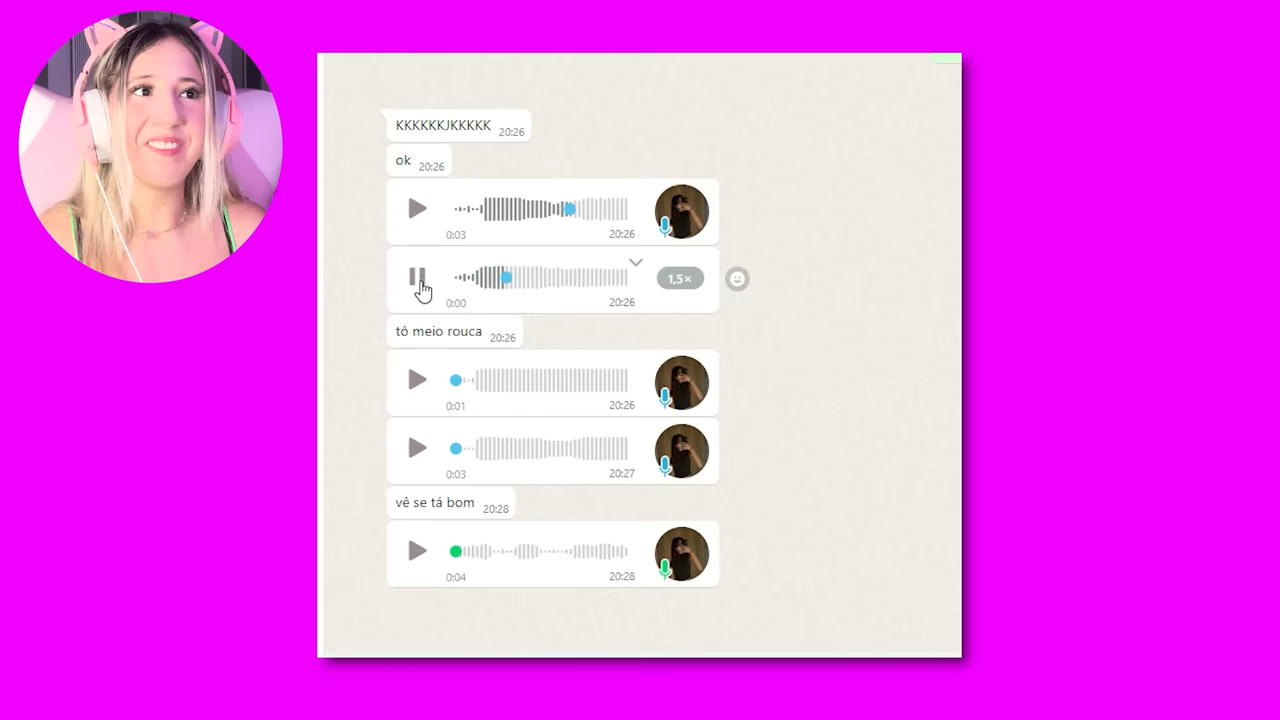 KKKKKKJKKKKK 20:26
ok 20:26
0:03 20:26
1,5×
0:00 20:26
tô meio rouca 20:26
0:01 20:26
0:03 20:27
vê se tá bom 20:28
0:04 20:28